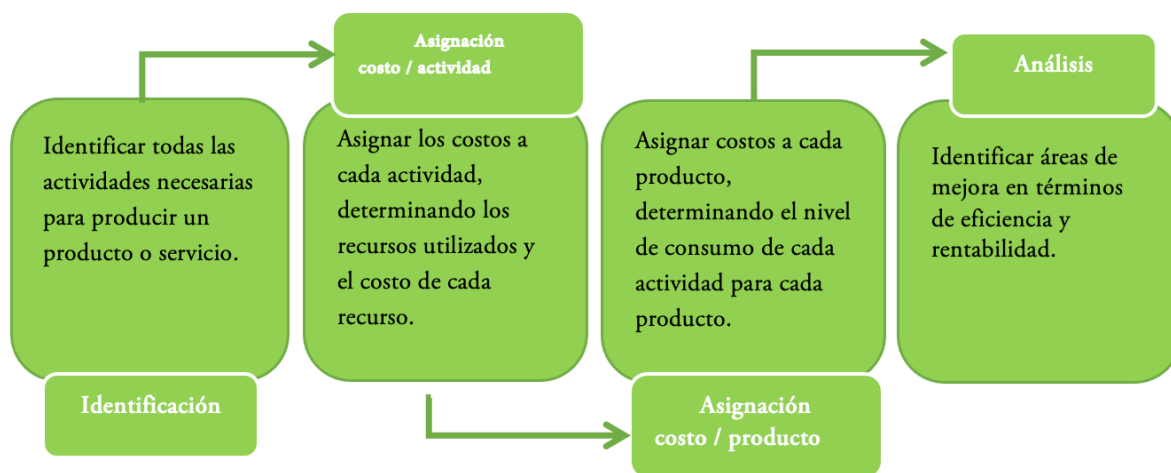 Identificar todas las
actividades necesarias
para producir un
producto o servicio.
Identificación
Asignación
costo / actividad
Asignar los costos a
cada actividad,
determinando los
recursos utilizados y
el costo de cada
recurso.
Asignar costos a cada
producto,
determinando el nivel
de consumo de cada
actividad para cada
producto.
Asignación
costo / producto
Análisis
Identificar áreas de
mejora en términos
de eficiencia y
rentabilidad.